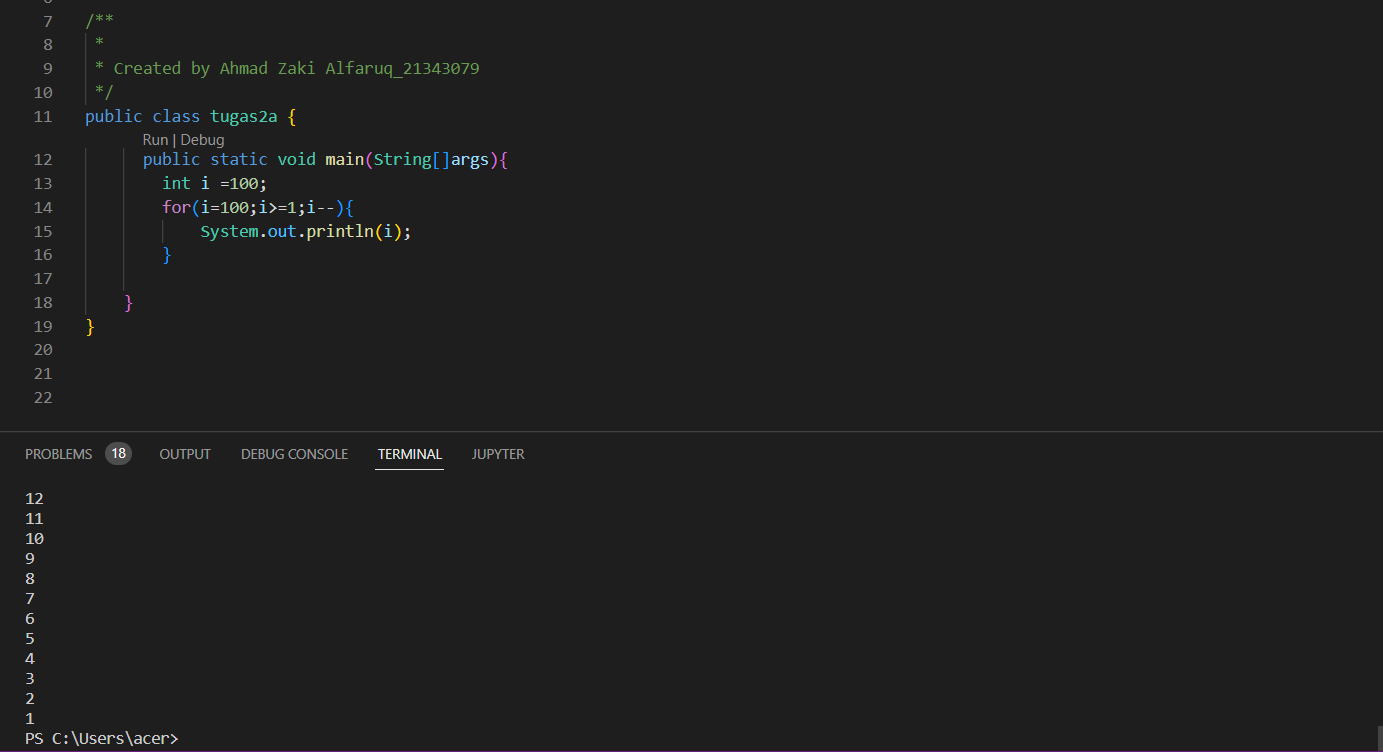 7 /**
8 *
9 * Created by Ahmad Zaki Alfaruq_21343079
10 */
11 public class tugas2a {
Run | Debug
12 public static void main(String[]args){
13 int i =100;
14 for(i=100;i>=1;i--){
15 System.out.println(i);
16 }
17
18 }
19 }
20
21
22
PROBLEMS 18 OUTPUT DEBUG CONSOLE TERMINAL JUPYTER
12
11
10
9
8
7
6
5
4
3
2
1
PS C:\Users\acer>